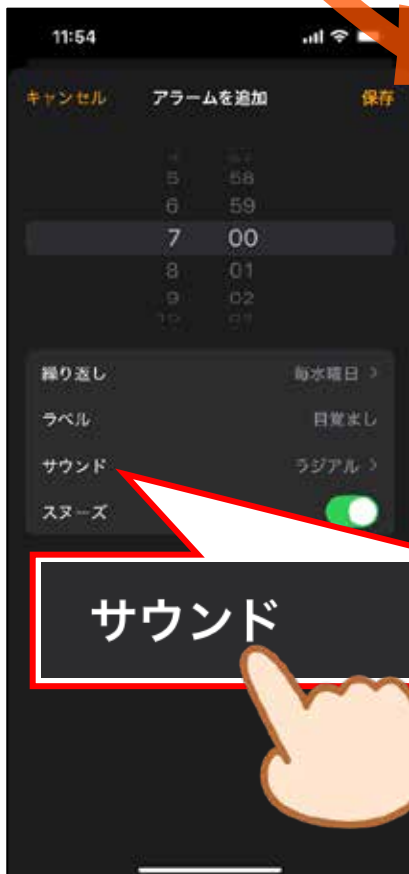 11:54
キャンセル アラームを追加 保存
5 58
6 59
7 00
8 01
9 02
繰り返し 毎水曜日 >
ラベル 目覚まし
サウンド ラジアル >
スヌーズ
サウンド